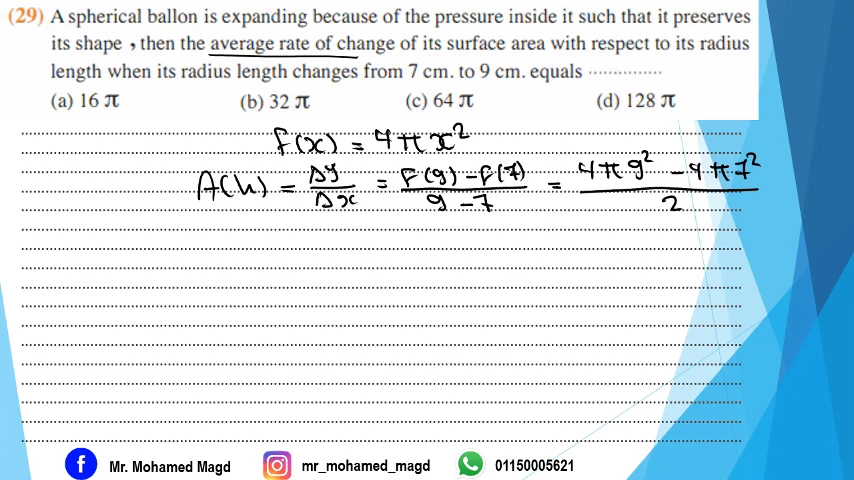 (29) A spherical ballon is expanding because of the pressure inside it such that it preserves
its shape , then the average rate of change of its surface area with respect to its radius
length when its radius length changes from 7 cm. to 9 cm. equals ...............
(a) 16 π (b) 32 π (c) 64 π (d) 128 π
f(x) = 4πx²
A(h) = Δy/Δx = (f(9) - f(7))/(9 - 7) = (4π9² - 4π7²)/2
Mr. Mohamed Magd mr_mohamed_magd 01150005621